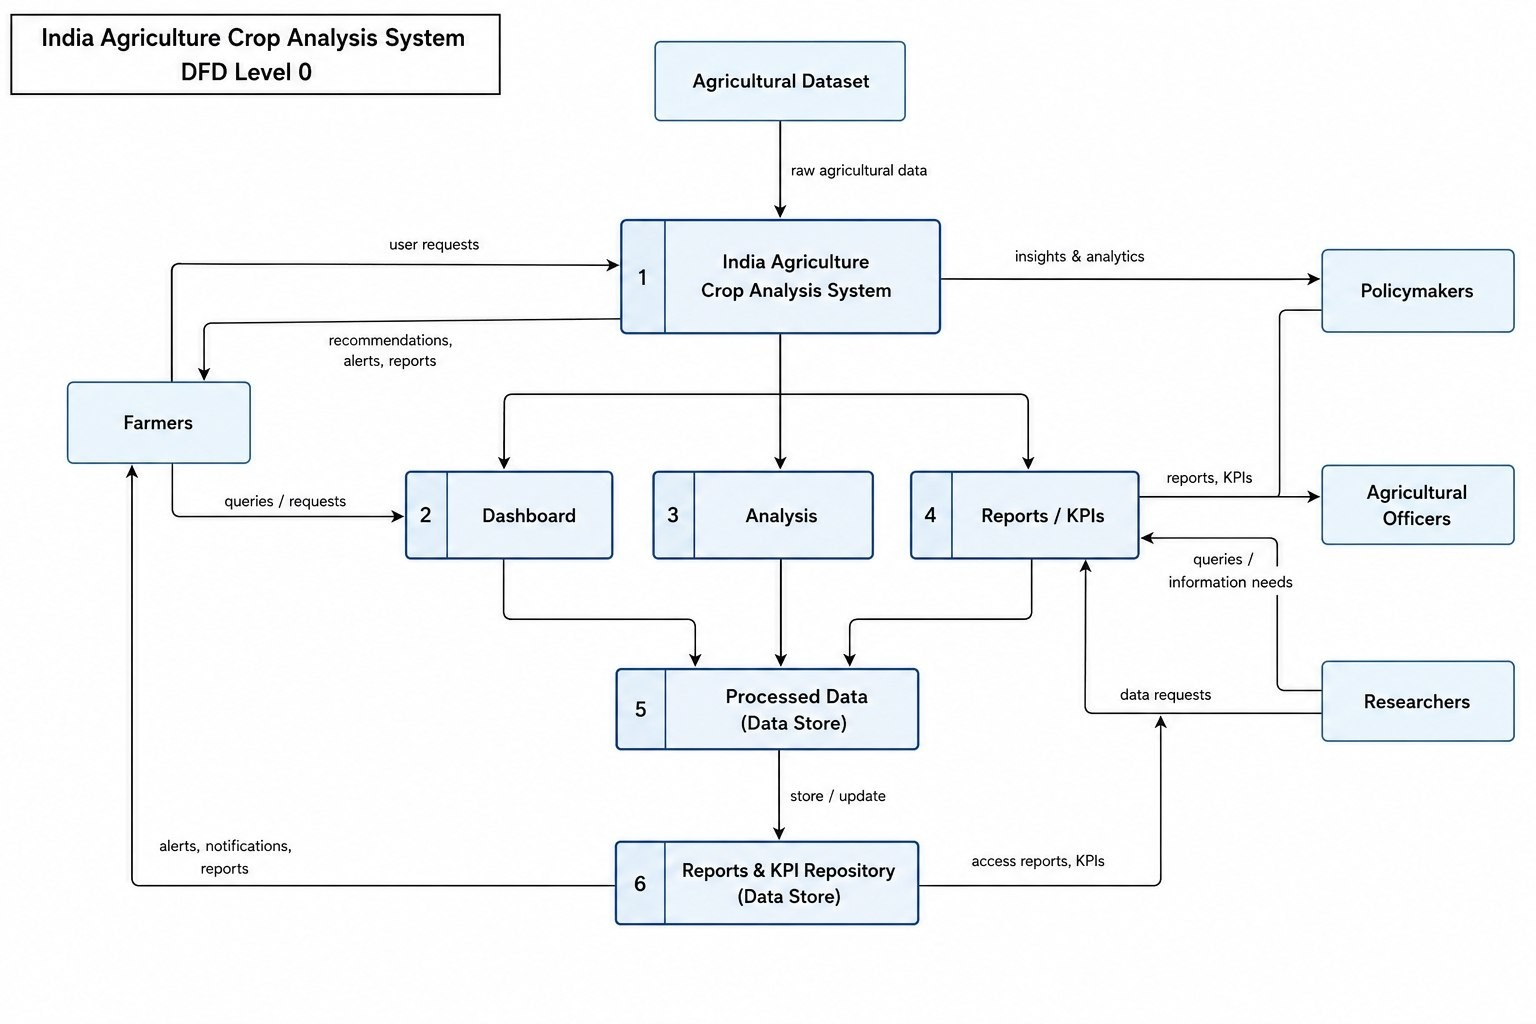 India Agriculture Crop Analysis System
DFD Level 0
Agricultural Dataset
raw agricultural data
user requests
1
India Agriculture
Crop Analysis System
insights & analytics
Policymakers
recommendations,
alerts, reports
Farmers
queries / requests
2
Dashboard
3
Analysis
4
Reports / KPIs
reports, KPIs
Agricultural
Officers
queries /
information needs
5
Processed Data
(Data Store)
data requests
Researchers
store / update
alerts, notifications,
reports
6
Reports & KPI Repository
(Data Store)
access reports, KPIs